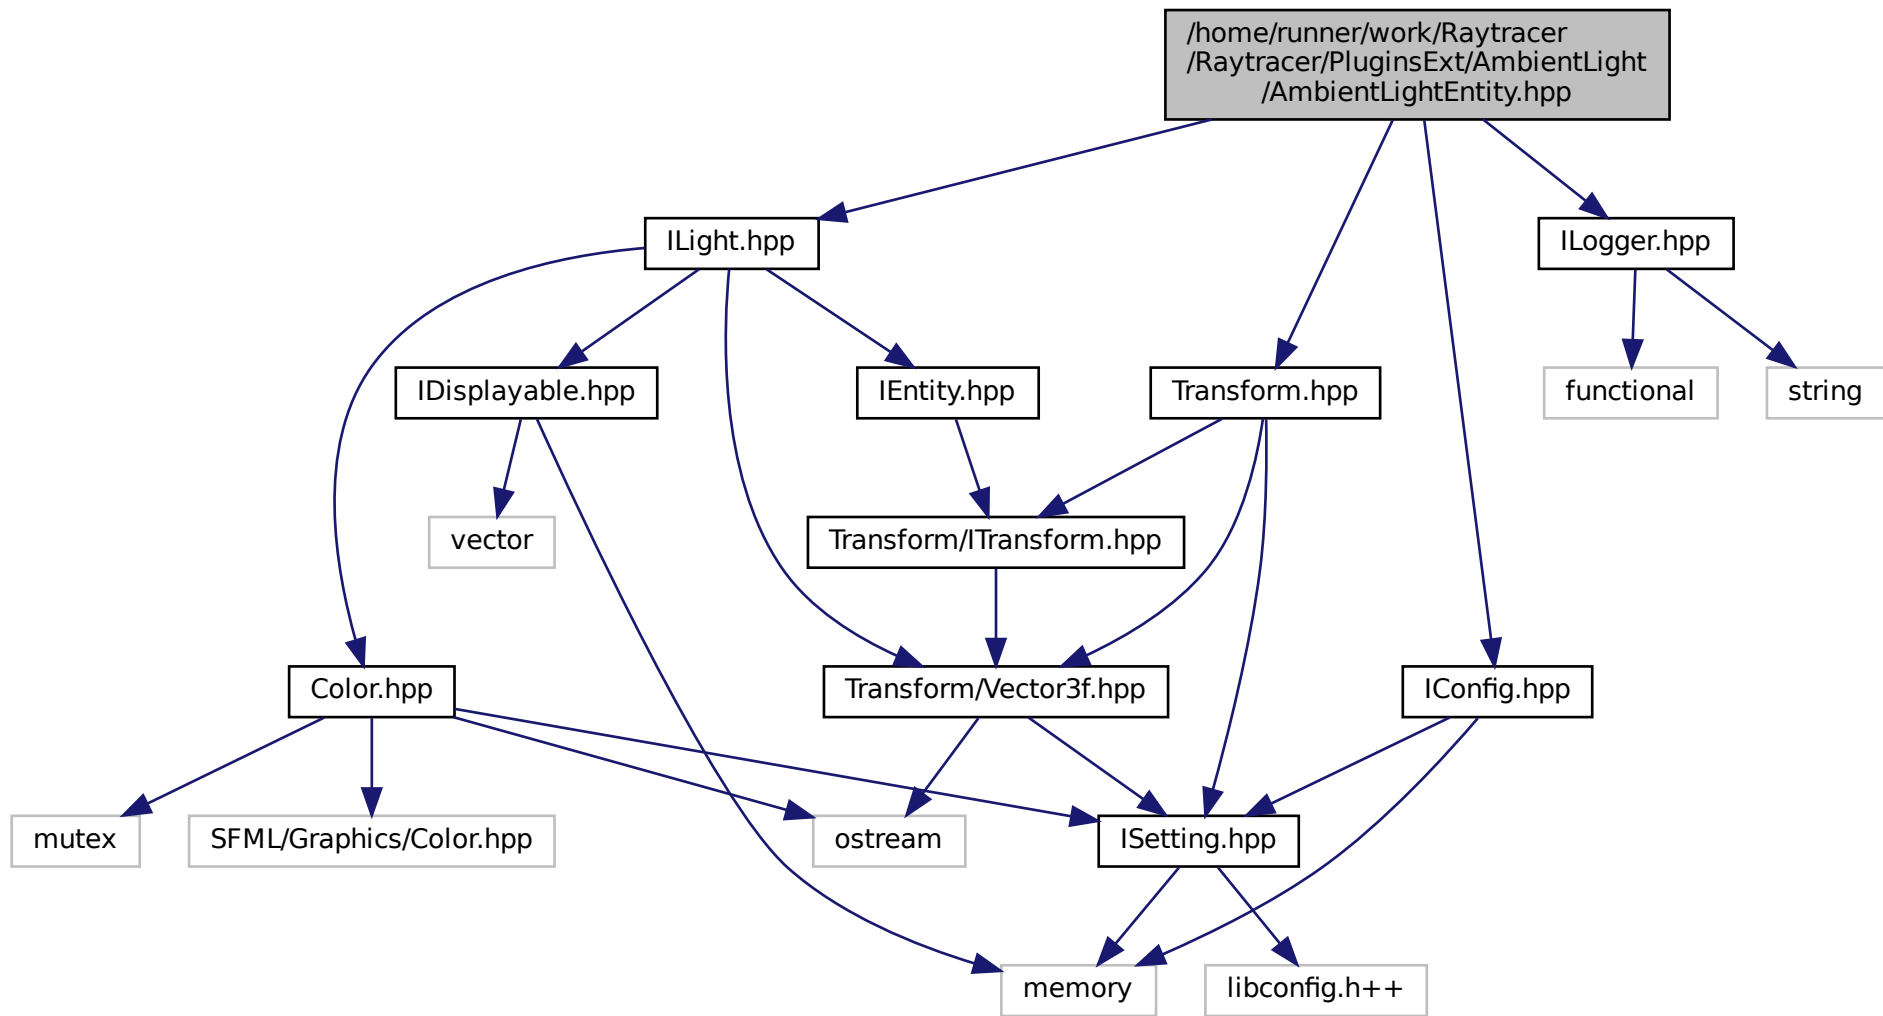 /home/runner/work/Raytracer
/Raytracer/PluginsExt/AmbientLight
/AmbientLightEntity.hpp
ILight.hpp
ILogger.hpp
IDisplayable.hpp
IEntity.hpp
Transform.hpp
functional
string
vector
Transform/ITransform.hpp
Color.hpp
Transform/Vector3f.hpp
IConfig.hpp
mutex
SFML/Graphics/Color.hpp
ostream
ISetting.hpp
memory
libconfig.h++